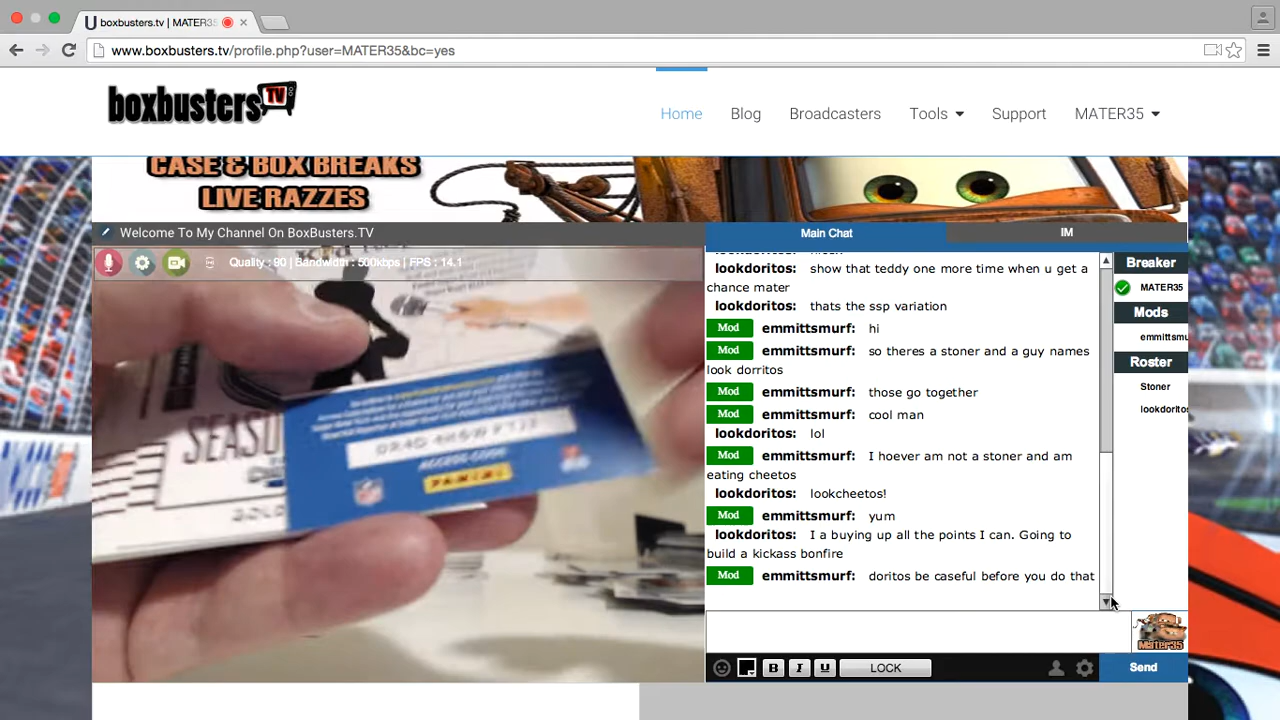 boxbusters.tv | MATER35
www.boxbusters.tv/profile.php?user=MATER35&bc=yes
boxbusters TV
Home Blog Broadcasters Tools Support MATER35
CASE & BOX BREAKS
LIVE RAZZES
Welcome To My Channel On BoxBusters.TV
Main Chat IM
Quality : 90 | Bandwidth : 500kbps | FPS : 14.1
lookdoritos: show that teddy one more time when u get a
chance mater
lookdoritos: thats the ssp variation
Mod emmittsmurf: hi
Mod emmittsmurf: so theres a stoner and a guy names
look dorritos
Mod emmittsmurf: those go together
Mod emmittsmurf: cool man
lookdoritos: lol
Mod emmittsmurf: I hoever am not a stoner and am
eating cheetos
lookdoritos: lookcheetos!
Mod emmittsmurf: yum
lookdoritos: I a buying up all the points I can. Going to
build a kickass bonfire
Mod emmittsmurf: doritos be caseful before you do that
Breaker
MATER35
Mods
emmittsmu
Roster
Stoner
lookdorito
ACCESS CODE
PANINI
NFL
Mater35
B I U LOCK Send